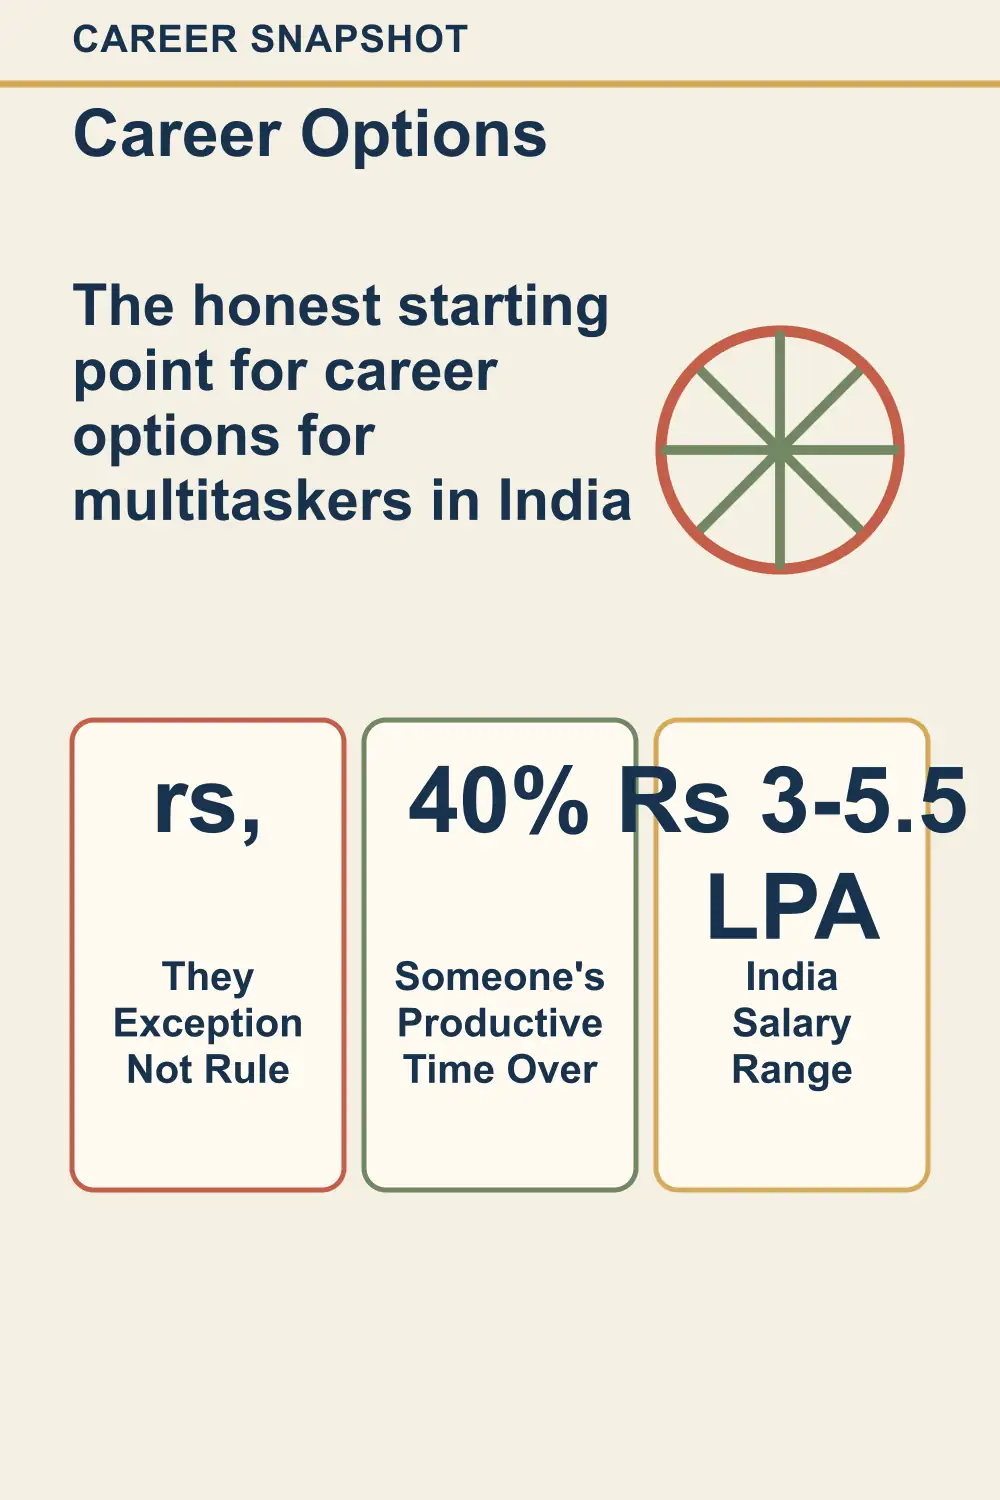 CAREER SNAPSHOT
Career Options
The honest starting
point for career
options for
multitaskers in India
rs,
They
Exception
Not Rule
40%
Someone's
Productive
Time Over
Rs 3-5.5
LPA
India
Salary
Range